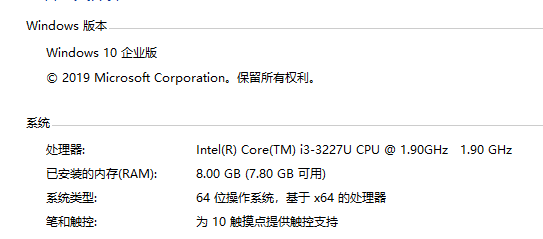 Windows 版本
Windows 10 企业版
© 2019 Microsoft Corporation。保留所有权利。
系统
处理器: Intel(R) Core(TM) i3-3227U CPU @ 1.90GHz 1.90 GHz
已安装的内存(RAM): 8.00 GB (7.80 GB 可用)
系统类型: 64 位操作系统，基于 x64 的处理器
笔和触控: 为 10 触摸点提供触控支持